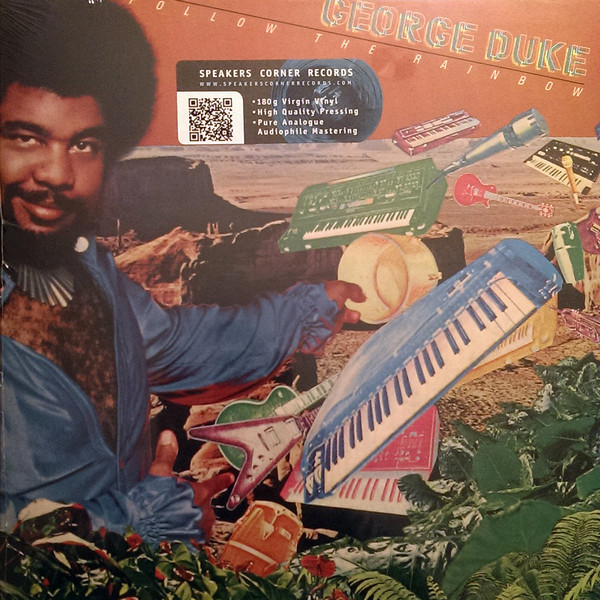 GEORGE DUKE
FOLLOW THE RAINBOW
SPEAKERS CORNER RECORDS
WWW.SPEAKERSCORNERRECORDS.COM
•180g Virgin Vinyl
•High Quality Pressing
•Pure Analogue
Audiophile Mastering